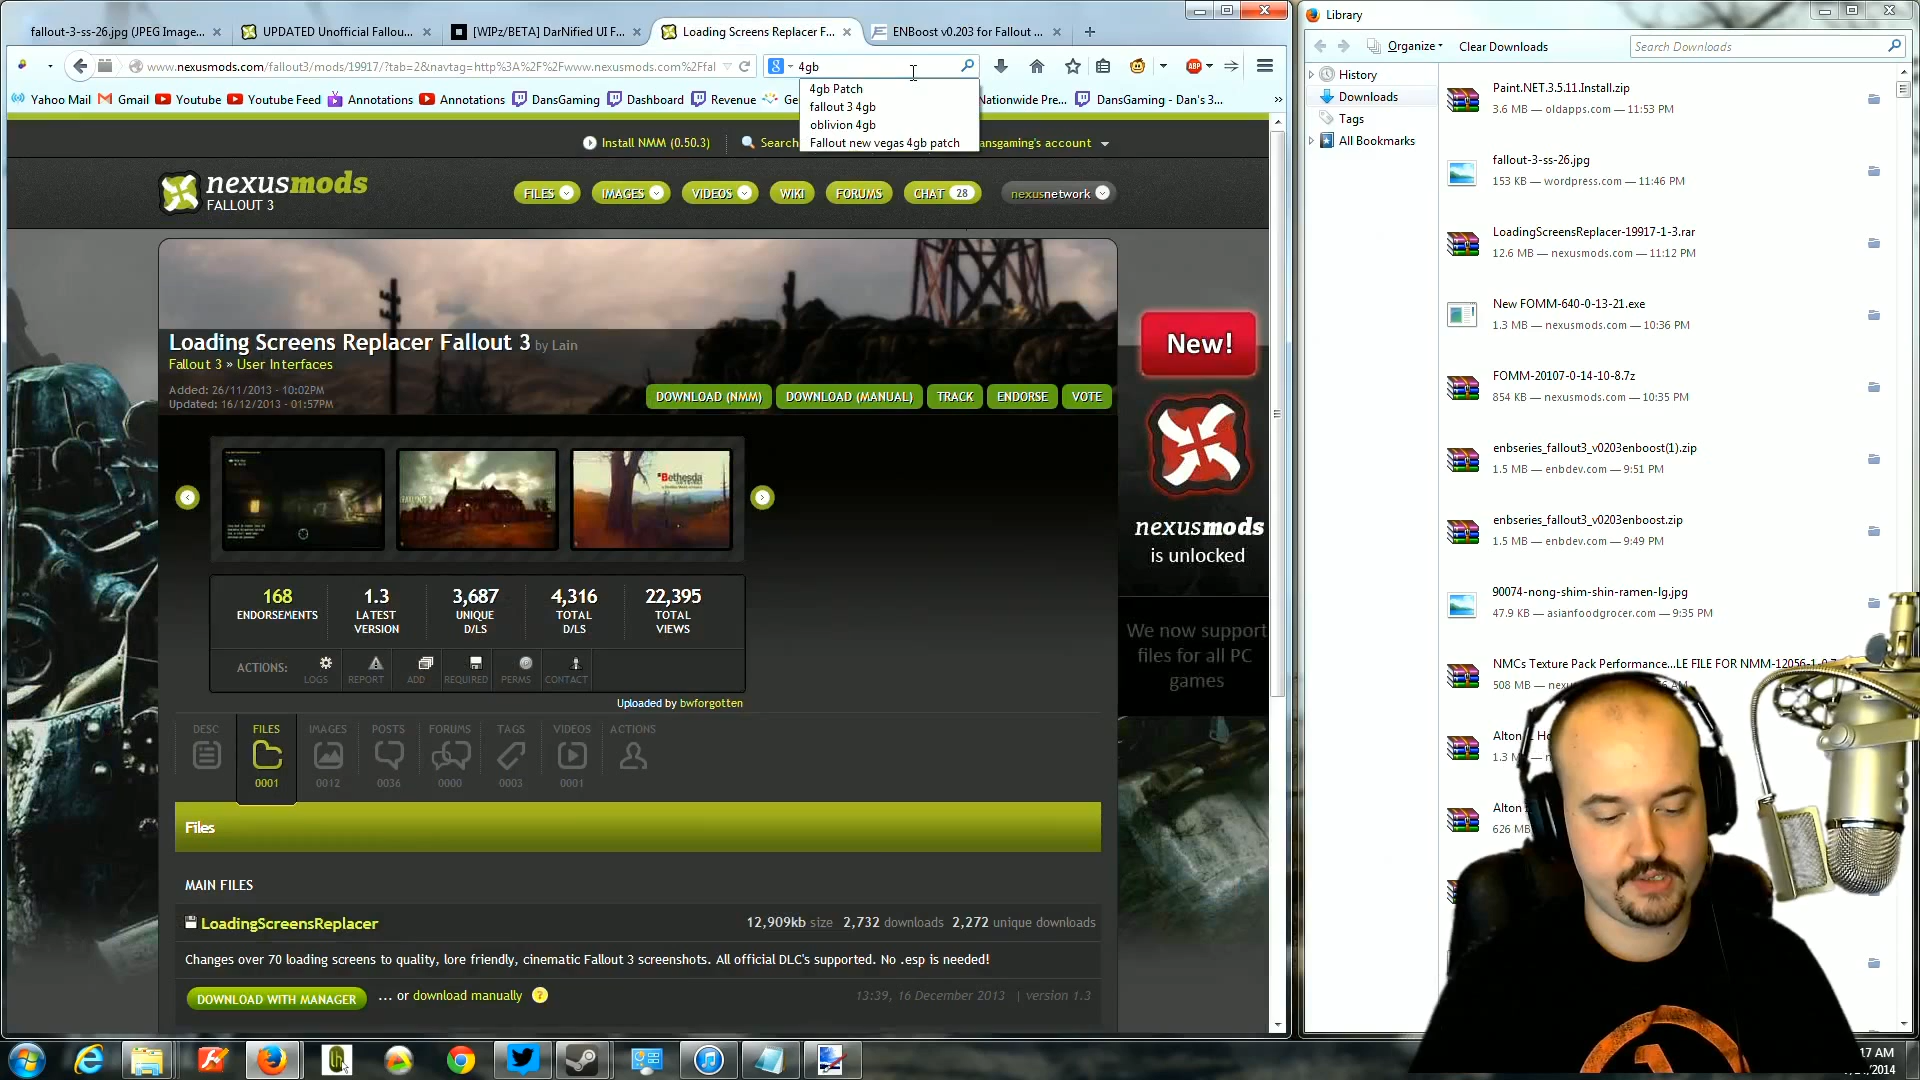 fallout-3-ss-26.jpg (JPEG Image...
UPDATED Unofficial Fallou...
[WIPz/BETA] DarNified UI F...
Loading Screens Replacer F...
ENBoost v0.203 for Fallout ...
www.nexusmods.com/fallout3/mods/19917/?tab=2&navtag=http%3A%2F%2Fwww.nexusmods.com%2Ffal
4gb
4gb Patch
fallout 3 4gb
oblivion 4gb
Fallout new vegas 4gb patch
Yahoo Mail
Gmail
Youtube
Youtube Feed
Annotations
Annotations
DansGaming
Dashboard
Revenue
Ge
Nationwide Pre...
DansGaming - Dan's 3...
Install NMM (0.50.3)
Search
ansgaming's account
nexusmods
FALLOUT 3
FILES
IMAGES
VIDEOS
WIKI
FORUMS
CHAT 28
nexusnetwork
Loading Screens Replacer Fallout 3 by Lain
Fallout 3 » User Interfaces
Added: 26/11/2013 - 10:02PM
Updated: 16/12/2013 - 01:57PM
DOWNLOAD (NMM)
DOWNLOAD (MANUAL)
TRACK
ENDORSE
VOTE
Bethesda
168
ENDORSEMENTS
1.3
LATEST
VERSION
3,687
UNIQUE
D/LS
4,316
TOTAL
D/LS
22,395
TOTAL
VIEWS
ACTIONS:
LOGS
REPORT
ADD
REQUIRED
PERMS
CONTACT
Uploaded by bwforgotten
DESC
FILES
0001
IMAGES
0012
POSTS
0036
FORUMS
0000
TAGS
0003
VIDEOS
0001
ACTIONS
Files
MAIN FILES
LoadingScreensReplacer
12,909kb size 2,732 downloads 2,272 unique downloads
Changes over 70 loading screens to quality, lore friendly, cinematic Fallout 3 screenshots. All official DLC's supported. No .esp is needed!
DOWNLOAD WITH MANAGER
... or download manually ?
13:39, 16 December 2013 | version 1.3
New!
nexusmods
is unlocked
We now support
files for all PC
games
Library
Organize
Clear Downloads
Search Downloads
History
Downloads
Tags
All Bookmarks
Paint.NET.3.5.11.Install.zip
3.6 MB — oldapps.com — 11:53 PM
fallout-3-ss-26.jpg
153 KB — wordpress.com — 11:46 PM
LoadingScreensReplacer-19917-1-3.rar
12.6 MB — nexusmods.com — 11:12 PM
New FOMM-640-0-13-21.exe
1.3 MB — nexusmods.com — 10:36 PM
FOMM-20107-0-14-10-8.7z
854 KB — nexusmods.com — 10:35 PM
enbseries_fallout3_v0203enboost(1).zip
1.5 MB — enbdev.com — 9:51 PM
enbseries_fallout3_v0203enboost.zip
1.5 MB — enbdev.com — 9:49 PM
90074-nong-shim-shin-ramen-lg.jpg
47.9 KB — asianfoodgrocer.com — 9:35 PM
NMCs Texture Pack Performance...LE FILE FOR NMM-12056-1-0.7
508 MB — nexu
Alton
1.3 M
Alton
626 MB
17 AM
2014